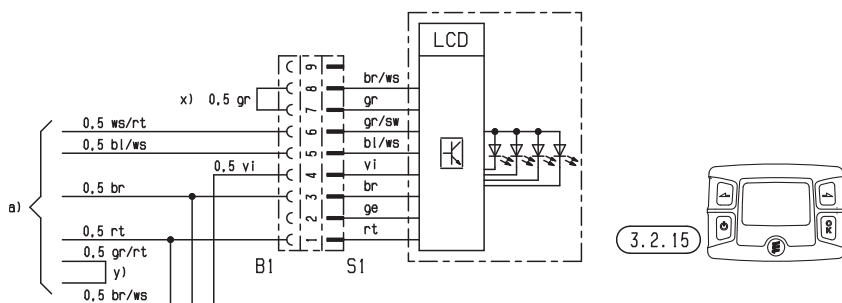 LCD
9
8
7
6
5
4
3
2
1
x) 0,5 gr
0,5 ws/rt
0,5 bl/ws
0,5 vi
0,5 br
a)
0,5 rt
0,5 gr/rt
y)
0,5 br/ws
br/ws
gr
gr/sw
bl/ws
vi
br
ge
rt
B1
S1
3.2.15
OK